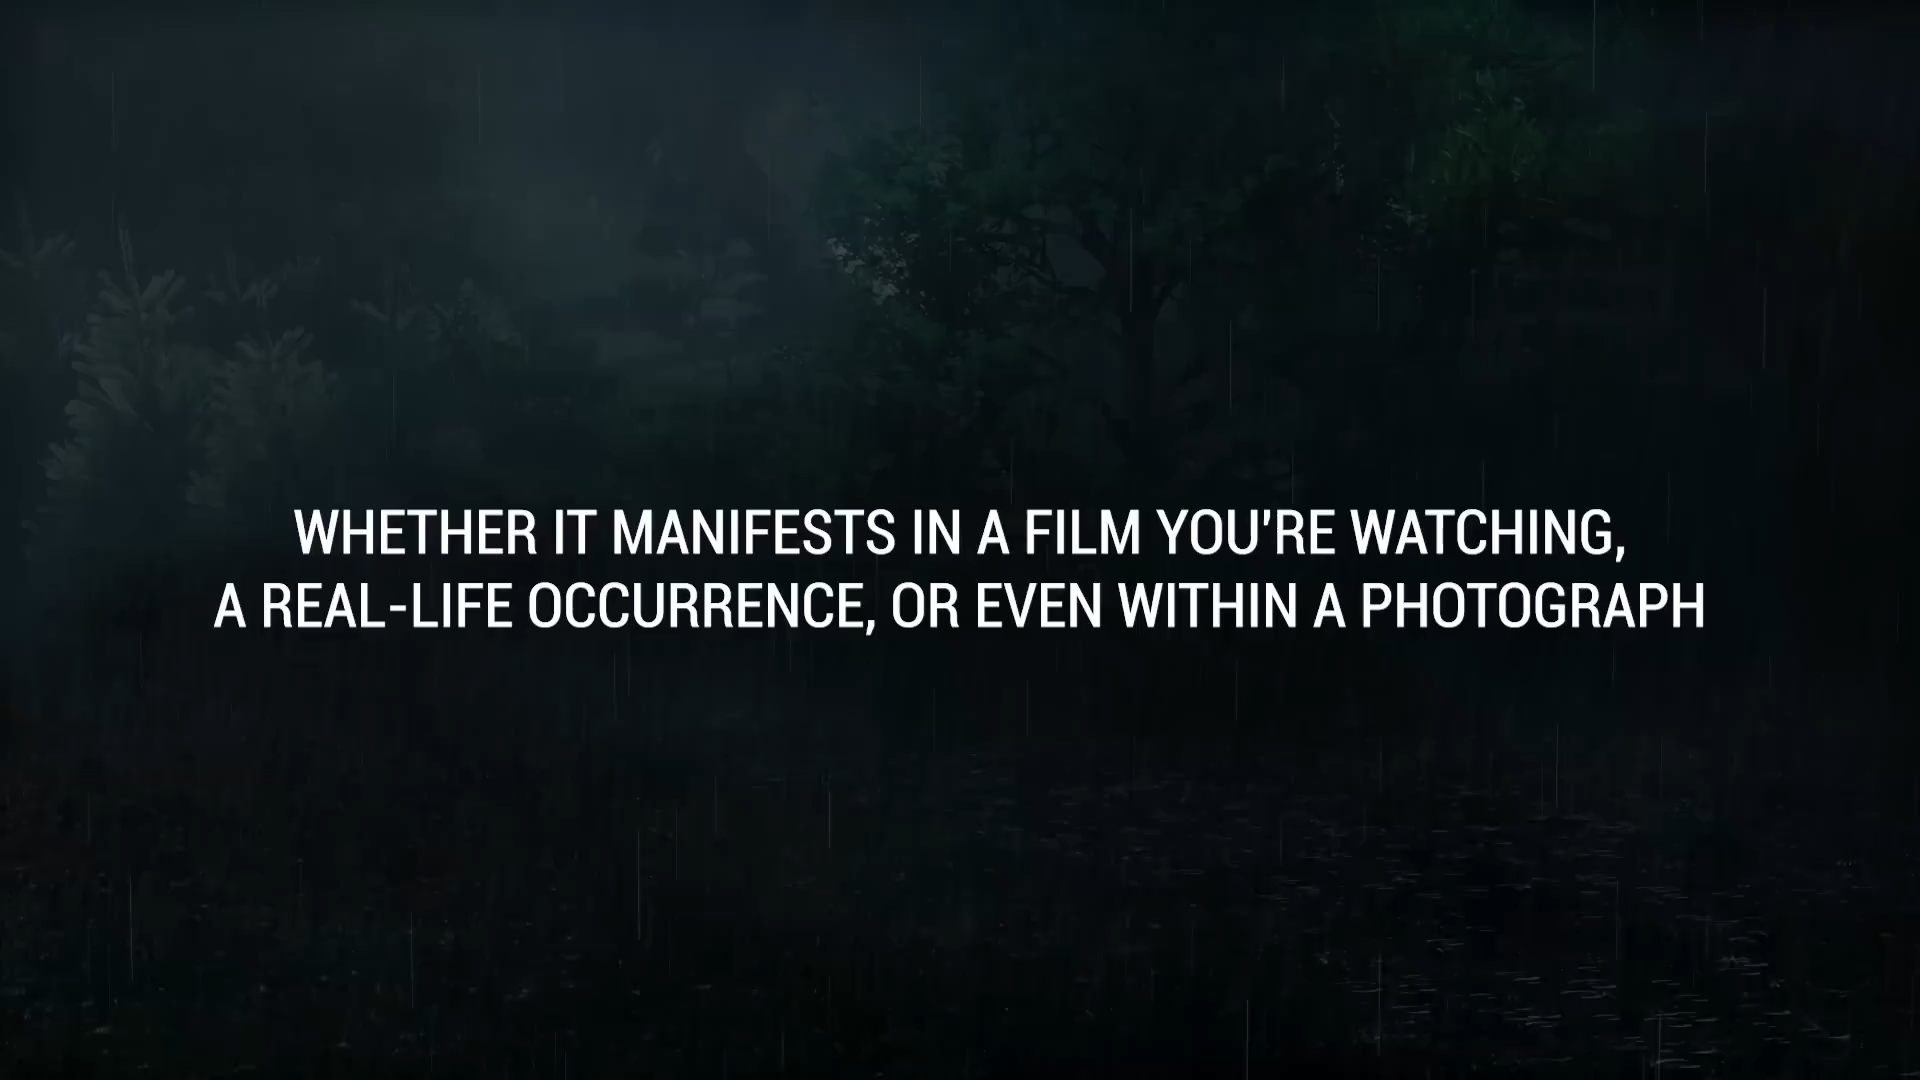 WHETHER IT MANIFESTS IN A FILM YOU'RE WATCHING,
A REAL-LIFE OCCURRENCE, OR EVEN WITHIN A PHOTOGRAPH